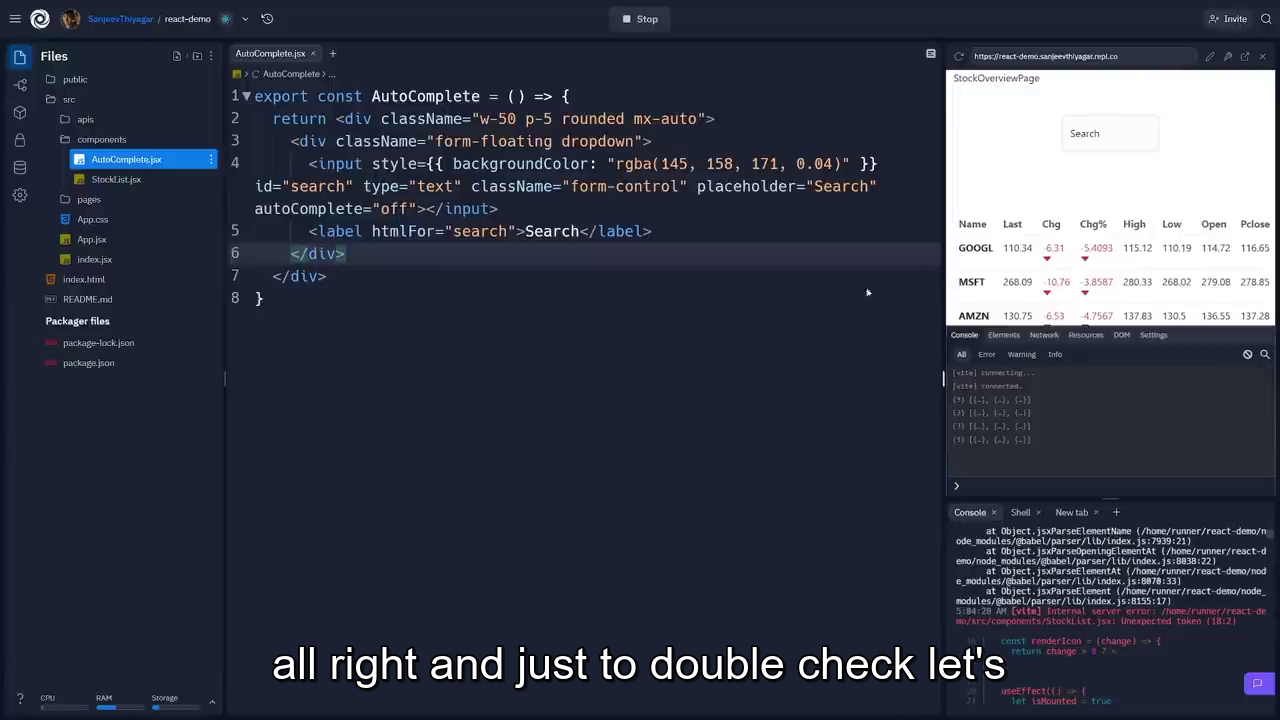 SanjeevThiyagar / react-demo
Stop
Invite
Files
public
src
apis
components
AutoComplete.jsx
StockList.jsx
pages
App.css
App.jsx
index.jsx
index.html
README.md
Packager files
package-lock.json
package.json
CPU
RAM
Storage
AutoComplete.jsx
AutoComplete ...
1 export const AutoComplete = () => {
2 return <div className="w-50 p-5 rounded mx-auto">
3 <div className="form-floating dropdown">
4 <input style={{ backgroundColor: "rgba(145, 158, 171, 0.04)" }}
id="search" type="text" className="form-control" placeholder="Search"
autoComplete="off"></input>
5 <label htmlFor="search">Search</label>
6 </div>
7 </div>
8 }
https://react-demo.sanjeevthiyagar.repl.co
StockOverviewPage
Search
Name Last Chg Chg% High Low Open Pclose
GOOGL 110.34 -6.31 -5.4093 115.12 110.19 114.72 116.65
MSFT 268.09 -10.76 -3.8587 280.33 268.02 279.08 278.85
AMZN 130.75 -6.53 -4.7567 137.83 130.5 136.55 137.28
Console Elements Network Resources DOM Settings
All Error Warning Info
[vite] connecting...
[vite] connected.
[{…}, {…}, {…}]
[{…}, {…}, {…}]
[{…}, {…}, {…}]
[{…}, {…}, {…}]
Console Shell New tab
at Object.jsxParseElementName (/home/runner/react-demo/n
ode_modules/@babel/parser/lib/index.js:7939:21)
at Object.jsxParseOpeningElementAt (/home/runner/react-d
emo/node_modules/@babel/parser/lib/index.js:8038:22)
at Object.jsxParseElementAt (/home/runner/react-demo/nod
e_modules/@babel/parser/lib/index.js:8070:33)
at Object.jsxParseElement (/home/runner/react-demo/node_
modules/@babel/parser/lib/index.js:8155:17)
5:04:28 AM [vite] Internal server error: /home/runner/react-de
mo/src/components/StockList.jsx: Unexpected token (18:2)
const renderIcon = (change) => {
return change > 0 ? <
useEffect(() => {
21 let isMounted = true
all right and just to double check let's